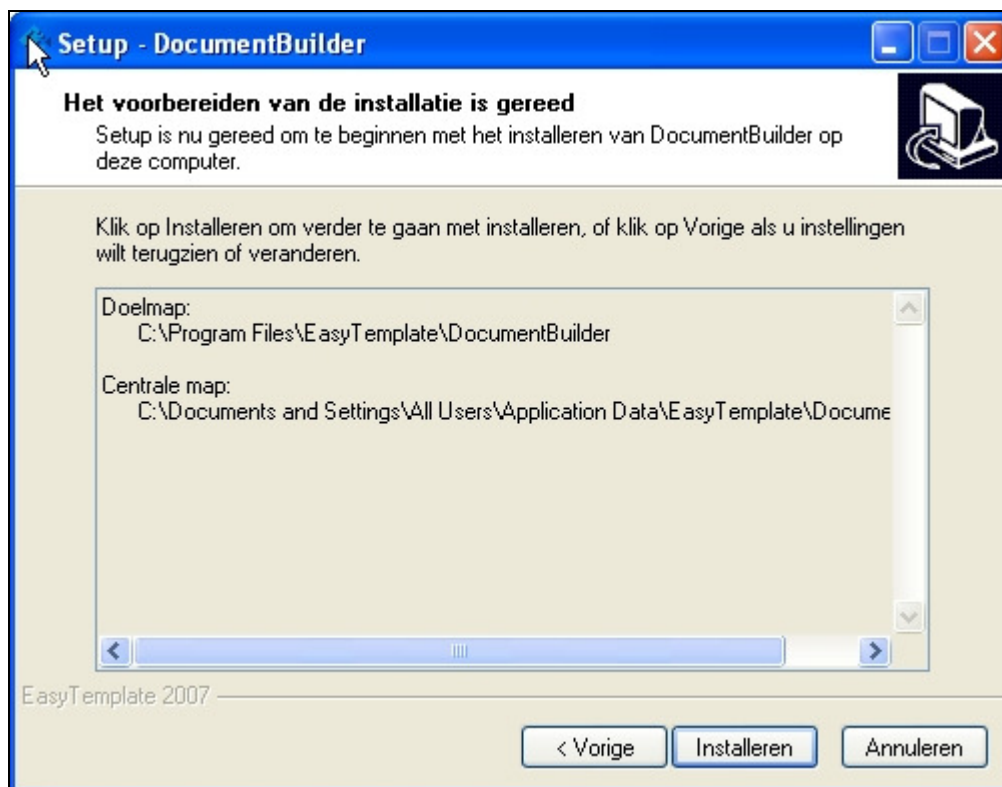 Setup - DocumentBuilder
Het voorbereiden van de installatie is gereed
Setup is nu gereed om te beginnen met het installeren van DocumentBuilder op
deze computer.
Klik op Installeren om verder te gaan met installeren, of klik op Vorige als u instellingen
wilt terugzien of veranderen.
Doelmap:
C:\Program Files\EasyTemplate\DocumentBuilder
Centrale map:
C:\Documents and Settings\All Users\Application Data\EasyTemplate\Docume
EasyTemplate 2007
< Vorige
Installeren
Annuleren